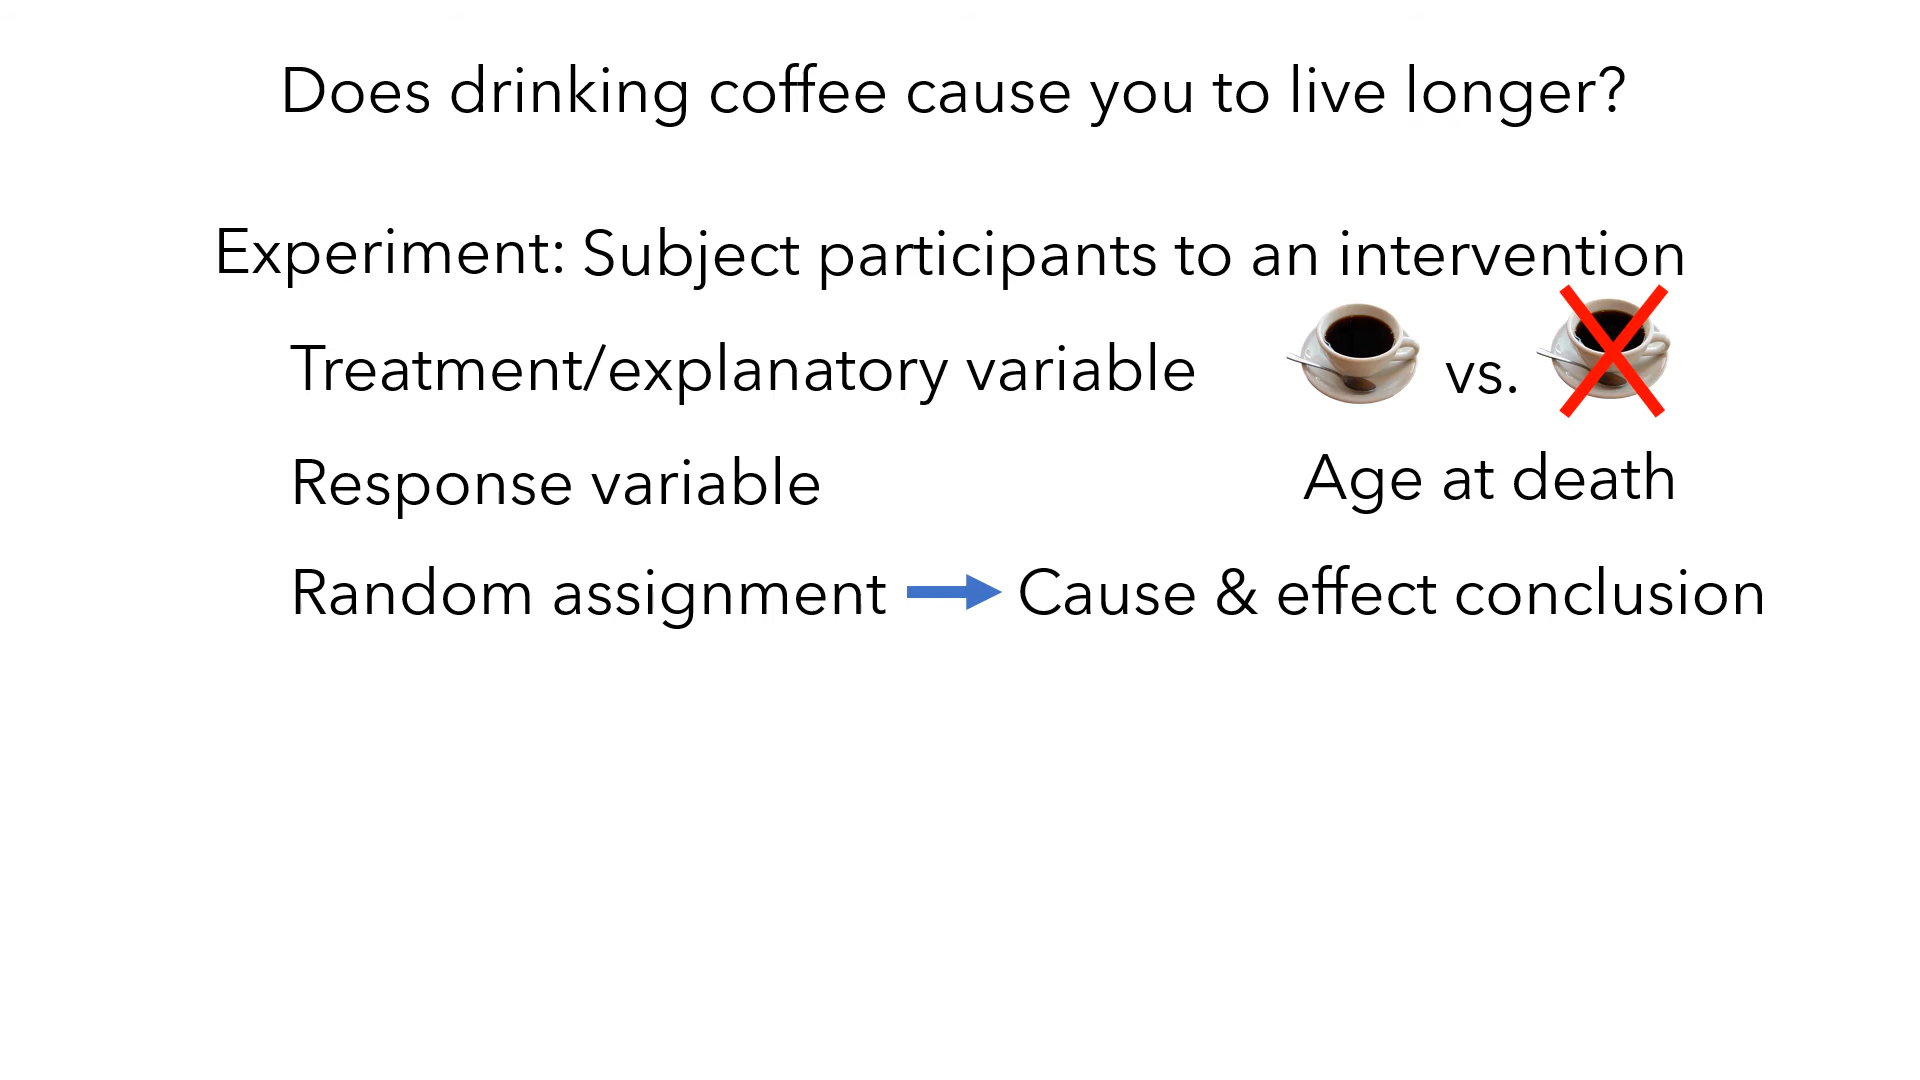 Does drinking coffee cause you to live longer?
Experiment: Subject participants to an intervention
Treatment/explanatory variable vs.
Response variable Age at death
Random assignment Cause & effect conclusion